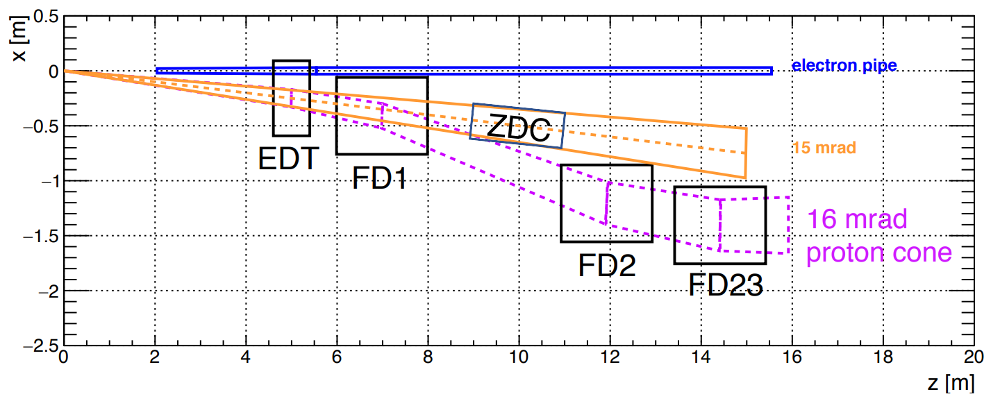 x [m]
0.5
0
−0.5
−1
−1.5
−2
−2.5
electron pipe
ZDC
15 mrad
EDT
FD1
16 mrad
proton cone
FD2
FD23
0 2 4 6 8 10 12 14 16 18 20
z [m]